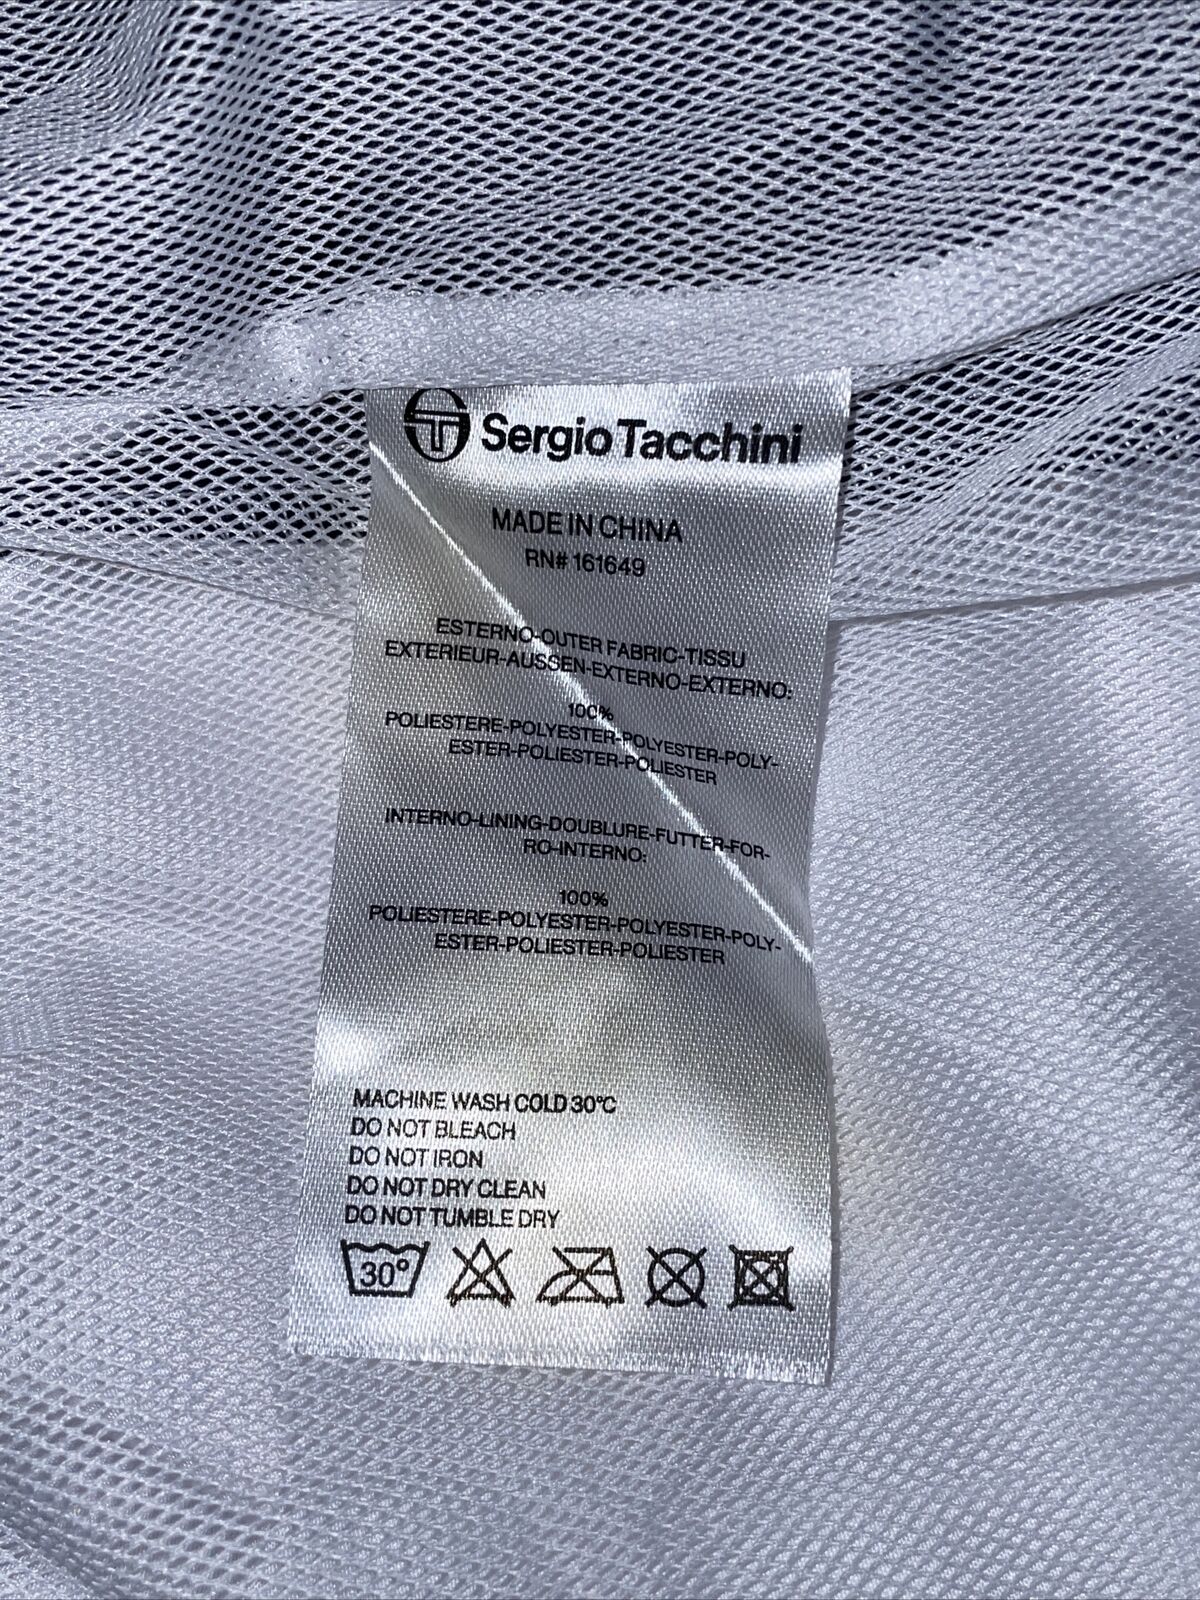 Sergio Tacchini
MADE IN CHINA
RN# 161649
ESTERNO-OUTER FABRIC-TISSU
EXTERIEUR-AUSSEN-EXTERNO-EXTERNO:
100%
POLIESTERE-POLYESTER-POLYESTER-POLY-
ESTER-POLIESTER-POLIESTER
INTERNO-LINING-DOUBLURE-FUTTER-FOR-
RO-INTERNO:
100%
POLIESTERE-POLYESTER-POLYESTER-POLY-
ESTER-POLIESTER-POLIESTER
MACHINE WASH COLD 30°C
DO NOT BLEACH
DO NOT IRON
DO NOT DRY CLEAN
DO NOT TUMBLE DRY
30°